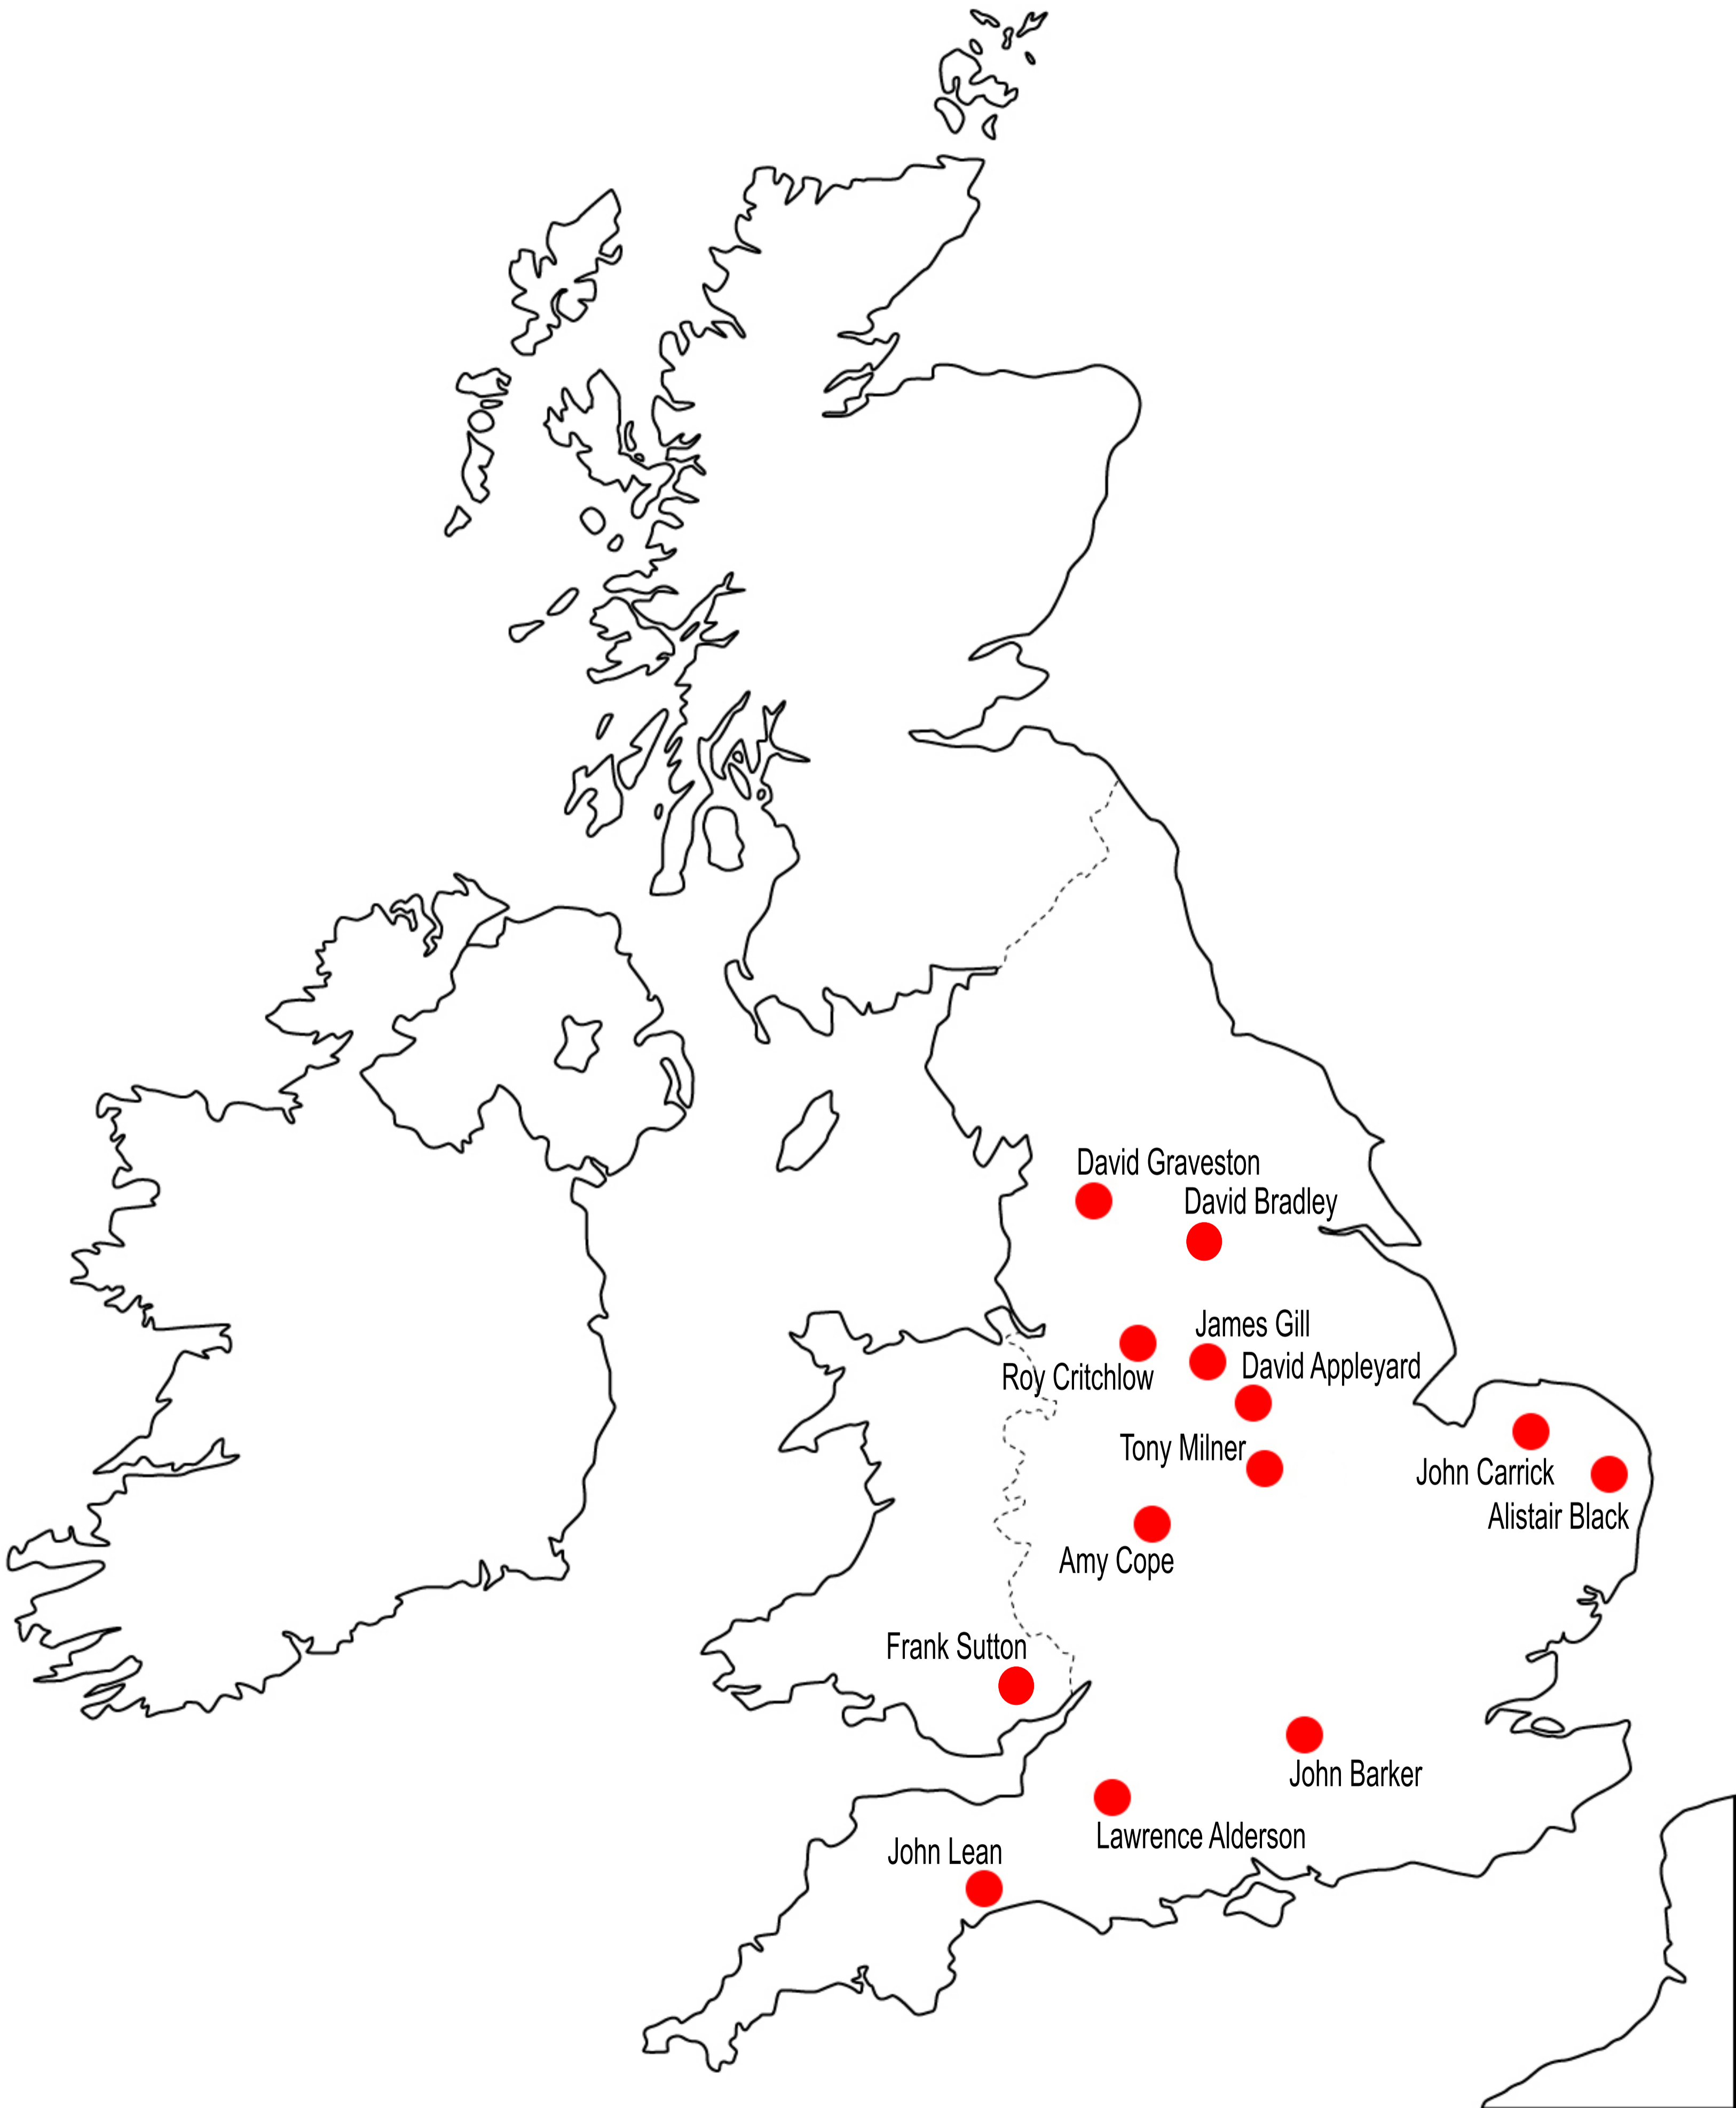 David Graveston
David Bradley
James Gill
David Appleyard
Roy Critchlow
Tony Milner
John Carrick
Alistair Black
Amy Cope
Frank Sutton
John Barker
Lawrence Alderson
John Lean